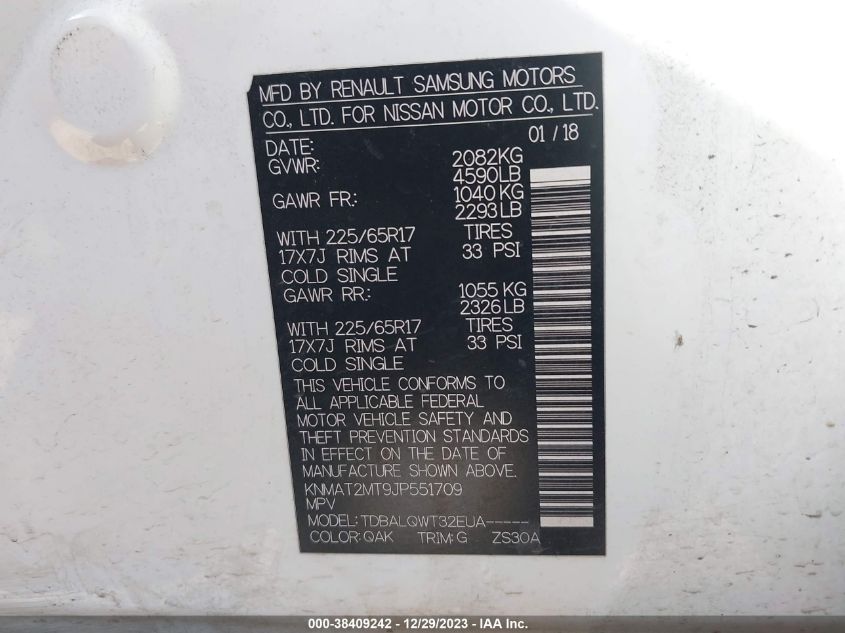 MFD BY RENAULT SAMSUNG MOTORS
CO., LTD. FOR NISSAN MOTOR CO., LTD.
DATE: 01 / 18
GVWR: 2082KG
4590LB
GAWR FR.: 1040 KG
2293 LB
WITH 225/65R17 TIRES
17X7J RIMS AT 33 PSI
COLD SINGLE
GAWR RR.: 1055 KG
2326 LB
WITH 225/65R17 TIRES
17X7J RIMS AT 33 PSI
COLD SINGLE
THIS VEHICLE CONFORMS TO
ALL APPLICABLE FEDERAL
MOTOR VEHICLE SAFETY AND
THEFT PREVENTION STANDARDS
IN EFFECT ON THE DATE OF
MANUFACTURE SHOWN ABOVE.
KNMAT2MT9JP551709
MPV
MODEL: TDBALQWT32EUA-----
COLOR: QAK TRIM: G ZS30A
000-38409242 - 12/29/2023 - IAA Inc.